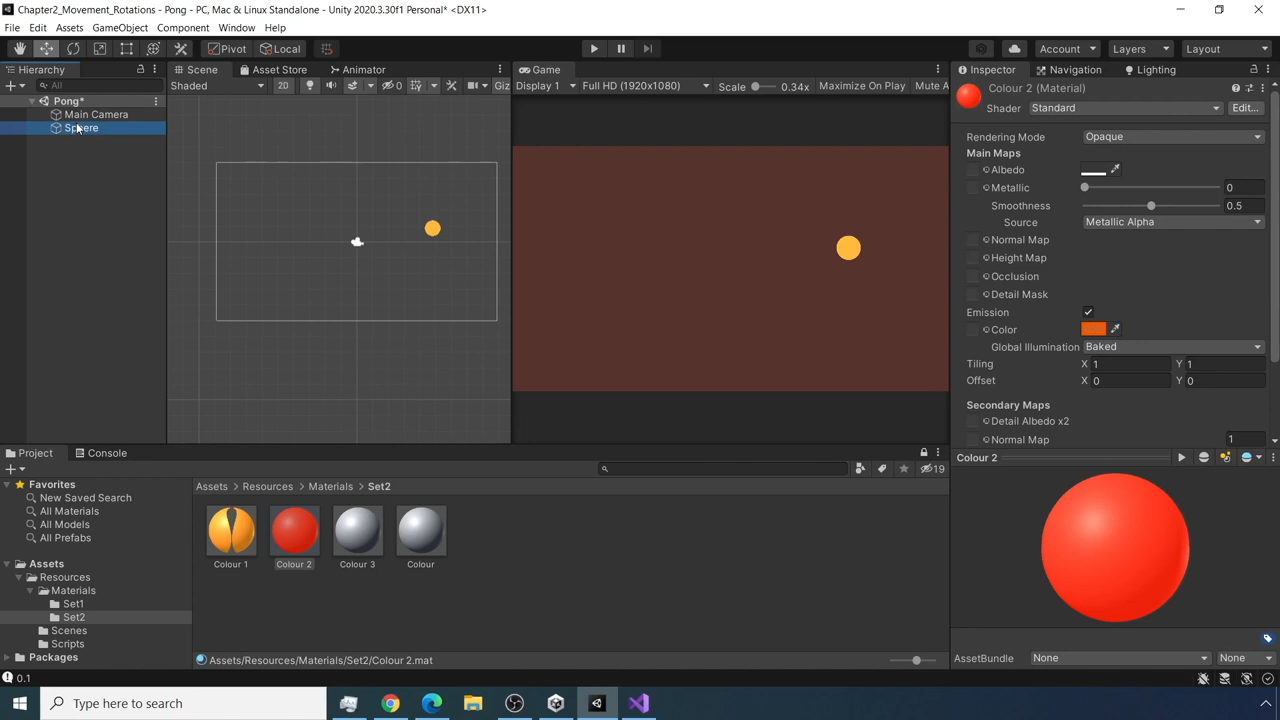 Chapter2_Movement_Rotations - Pong - PC, Mac & Linux Standalone - Unity 2020.3.30f1 Personal* <DX11>
File Edit Assets GameObject Component Window Help
Pivot Local Account Layers Layout
Hierarchy Scene Asset Store Animator Game Inspector Navigation Lighting
All Shaded 2D 0 Giz Display 1 Full HD (1920x1080) Scale 0.34x Maximize On Play Mute A
Colour 2 (Material)
Shader Standard Edit...
Pong*
Main Camera
Sphere
Rendering Mode Opaque
Main Maps
Albedo
Metallic 0
Smoothness 0.5
Source Metallic Alpha
Normal Map
Height Map
Occlusion
Detail Mask
Emission
Color
Global Illumination Baked
Tiling X 1 Y 1
Offset X 0 Y 0
Secondary Maps
Detail Albedo x2
Normal Map 1
Project Console
19
Colour 2
Favorites
New Saved Search
All Materials
All Models
All Prefabs
Assets
Resources
Materials
Set1
Set2
Scenes
Scripts
Packages
Assets Resources Materials Set2
Colour 1 Colour 2 Colour 3 Colour
Assets/Resources/Materials/Set2/Colour 2.mat
AssetBundle None None
0.1
Type here to search